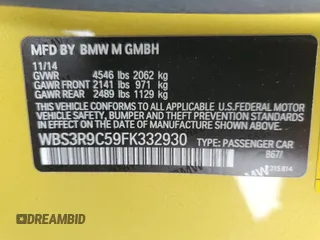 MFD BY BMW M GMBH
11/14
GVWR 4546 lbs 2062 kg
GAWR FRONT 2141 lbs 971 kg
GAWR REAR 2489 lbs 1129 kg
THIS VEHICLE CONFORMS TO ALL APPLICABLE U.S. FEDERAL MOTOR
VEHICLE SAFETY, BUMPER, AND THEFT PREVENTION STANDARDS IN
EFFECT ON THE DATE OF MANUFACTURE SHOWN ABOVE.
WBS3R9C59FK332930 TYPE: PASSENGER CAR
B67/
DREAMBID